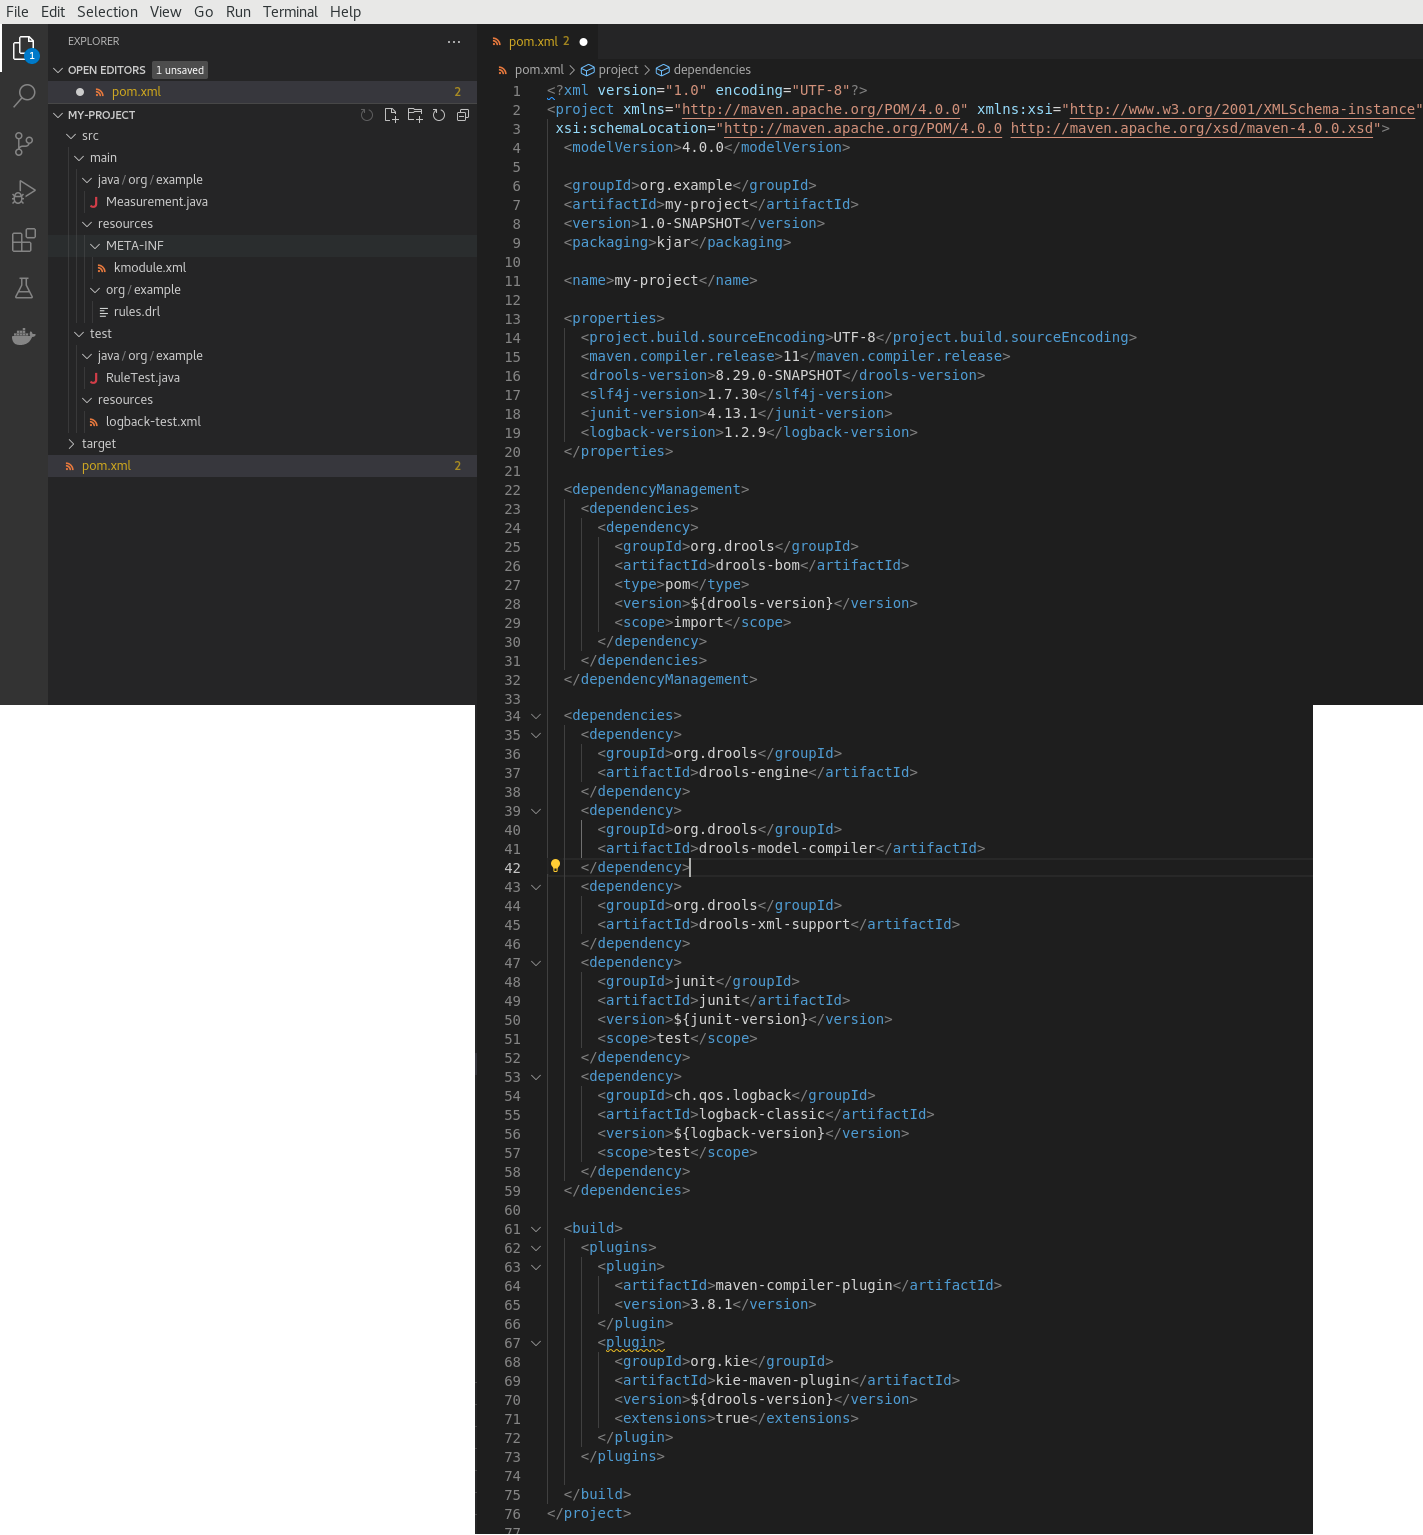 File Edit Selection View Go Run Terminal Help
EXPLORER ...
1
OPEN EDITORS 1 unsaved
pom.xml 2
MY-PROJECT
src
main
java / org / example
Measurement.java
resources
META-INF
kmodule.xml
org / example
rules.drl
test
java / org / example
RuleTest.java
resources
logback-test.xml
target
pom.xml 2
pom.xml 2
pom.xml > project > dependencies
1 <?xml version="1.0" encoding="UTF-8"?>
2 <project xmlns="http://maven.apache.org/POM/4.0.0" xmlns:xsi="http://www.w3.org/2001/XMLSchema-instance"
3 xsi:schemaLocation="http://maven.apache.org/POM/4.0.0 http://maven.apache.org/xsd/maven-4.0.0.xsd">
4 <modelVersion>4.0.0</modelVersion>
5
6 <groupId>org.example</groupId>
7 <artifactId>my-project</artifactId>
8 <version>1.0-SNAPSHOT</version>
9 <packaging>kjar</packaging>
10
11 <name>my-project</name>
12
13 <properties>
14 <project.build.sourceEncoding>UTF-8</project.build.sourceEncoding>
15 <maven.compiler.release>11</maven.compiler.release>
16 <drools-version>8.29.0-SNAPSHOT</drools-version>
17 <slf4j-version>1.7.30</slf4j-version>
18 <junit-version>4.13.1</junit-version>
19 <logback-version>1.2.9</logback-version>
20 </properties>
21
22 <dependencyManagement>
23 <dependencies>
24 <dependency>
25 <groupId>org.drools</groupId>
26 <artifactId>drools-bom</artifactId>
27 <type>pom</type>
28 <version>${drools-version}</version>
29 <scope>import</scope>
30 </dependency>
31 </dependencies>
32 </dependencyManagement>
33
34 <dependencies>
35 <dependency>
36 <groupId>org.drools</groupId>
37 <artifactId>drools-engine</artifactId>
38 </dependency>
39 <dependency>
40 <groupId>org.drools</groupId>
41 <artifactId>drools-model-compiler</artifactId>
42 </dependency>
43 <dependency>
44 <groupId>org.drools</groupId>
45 <artifactId>drools-xml-support</artifactId>
46 </dependency>
47 <dependency>
48 <groupId>junit</groupId>
49 <artifactId>junit</artifactId>
50 <version>${junit-version}</version>
51 <scope>test</scope>
52 </dependency>
53 <dependency>
54 <groupId>ch.qos.logback</groupId>
55 <artifactId>logback-classic</artifactId>
56 <version>${logback-version}</version>
57 <scope>test</scope>
58 </dependency>
59 </dependencies>
60
61 <build>
62 <plugins>
63 <plugin>
64 <artifactId>maven-compiler-plugin</artifactId>
65 <version>3.8.1</version>
66 </plugin>
67 <plugin>
68 <groupId>org.kie</groupId>
69 <artifactId>kie-maven-plugin</artifactId>
70 <version>${drools-version}</version>
71 <extensions>true</extensions>
72 </plugin>
73 </plugins>
74
75 </build>
76 </project>
77